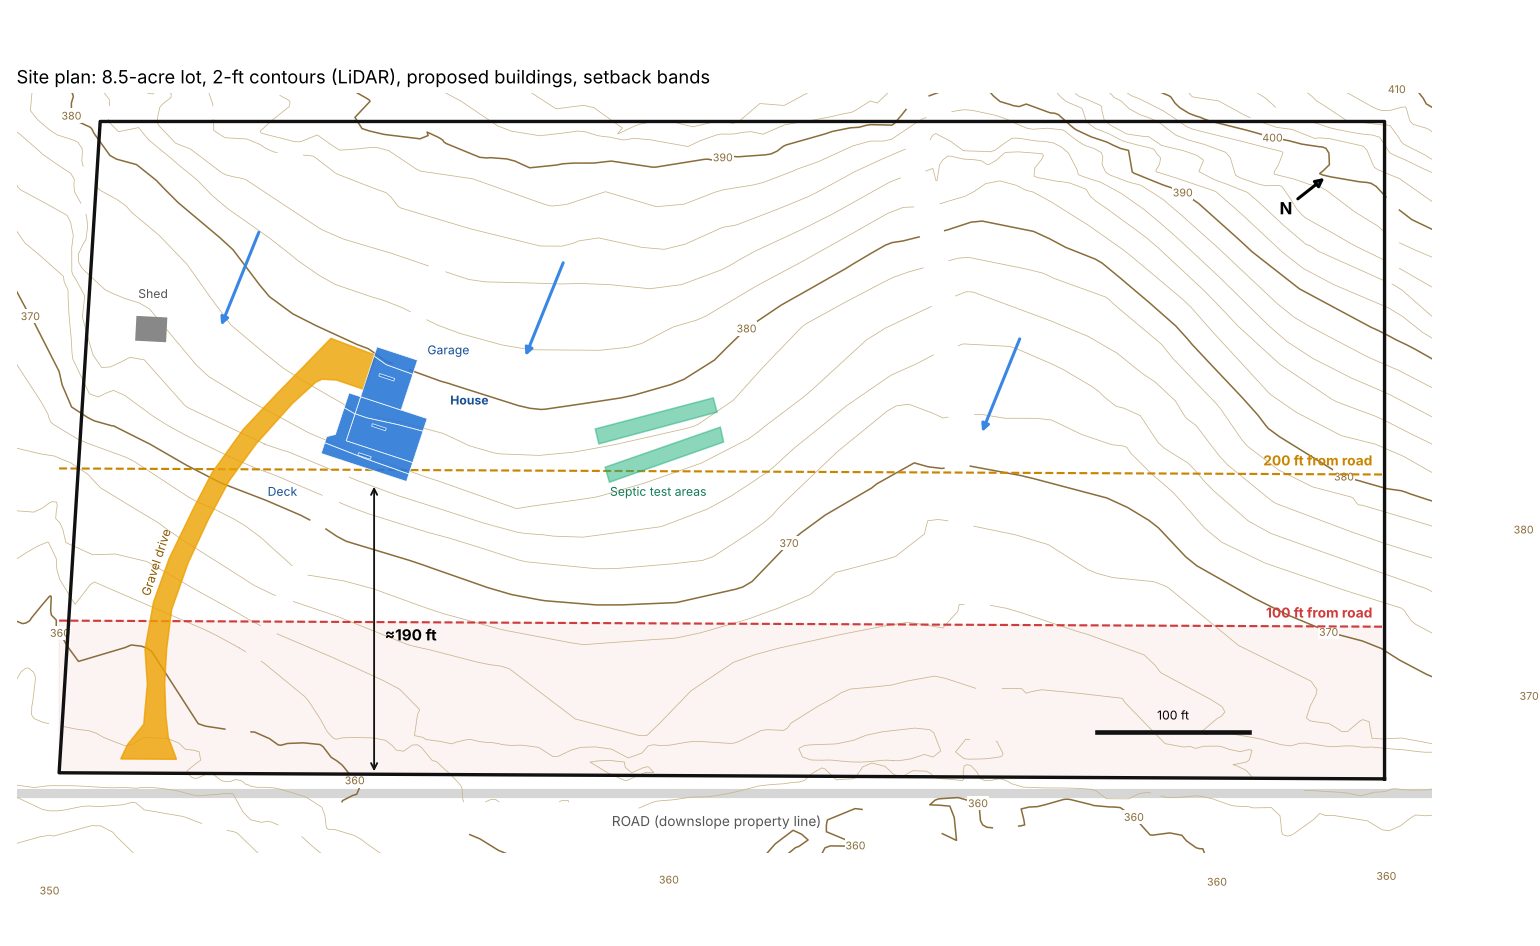 Site plan: 8.5-acre lot, 2-ft contours (LiDAR), proposed buildings, setback bands
410
380
400
390
390
N
Shed
370
380
Garage
House
200 ft from road
380
Deck
Septic test areas
380
370
Gravel drive
100 ft from road
360
370
≈190 ft
370
100 ft
360
360
360
ROAD (downslope property line)
360
360
360
360
350